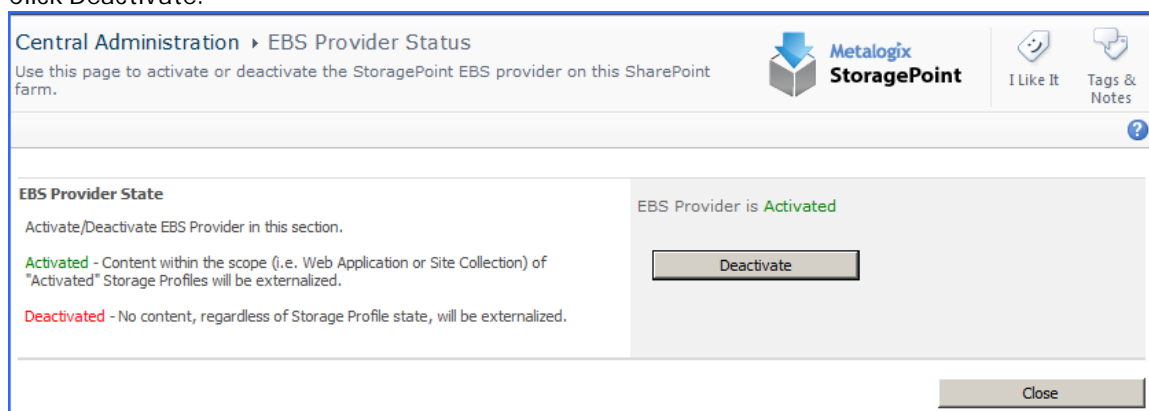 click Deactivate.
Central Administration ▸ EBS Provider Status
Use this page to activate or deactivate the StoragePoint EBS provider on this SharePoint
farm.
Metalogix
StoragePoint
I Like It
Tags &
Notes
EBS Provider State
Activate/Deactivate EBS Provider in this section.
Activated - Content within the scope (i.e. Web Application or Site Collection) of
"Activated" Storage Profiles will be externalized.
Deactivated - No content, regardless of Storage Profile state, will be externalized.
EBS Provider is Activated
Deactivate
Close